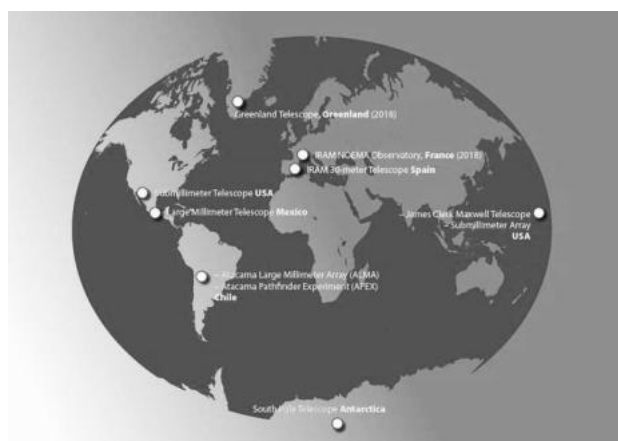 Greenland Telescope, Greenland (2018)
IRAM NOEMA Observatory, France (2018)
IRAM 30-meter Telescope Spain
Submillimeter Telescope USA
Large Millimeter Telescope Mexico
– James Clerk Maxwell Telescope
– Submillimeter Array
USA
– Atacama Large Millimeter Array (ALMA)
– Atacama Pathfinder Experiment (APEX)
Chile
South Pole Telescope Antarctica